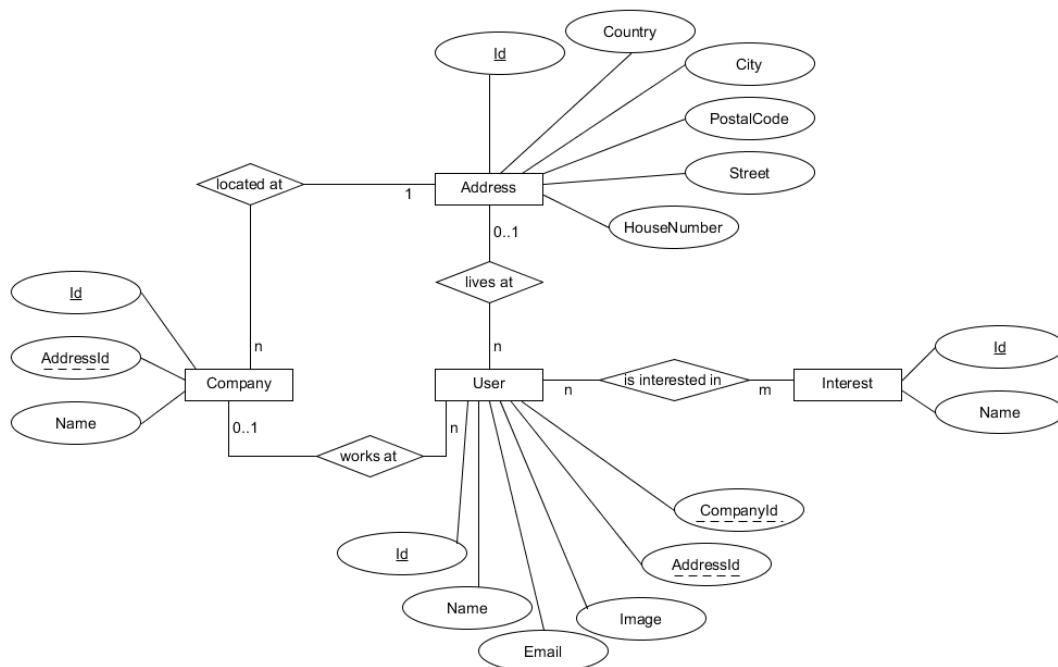 Country
Id
City
PostalCode
located at
1
Address
Street
0..1
HouseNumber
lives at
Id
n
n
Id
AddressId
Company
User
n
is interested in
m
Interest
Name
0..1
n
Name
works at
CompanyId
Id
AddressId
Name
Image
Email